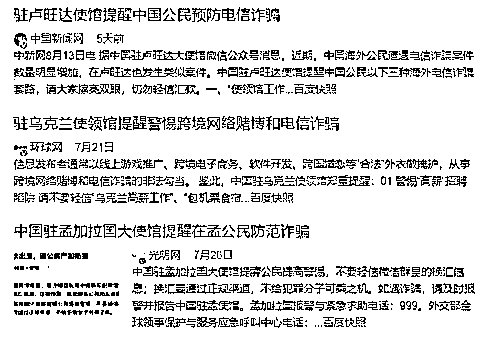 驻卢旺达使馆提醒中国公民预防电信诈骗
中国新闻网 5天前
中新网8月13日电 据中国驻卢旺达大使馆微信公众号消息，近期，中国海外公民遭遇电信诈骗案件
数量明显增加，在卢旺达也发生类似案件。中国驻卢旺达使馆提醒中国公民以下三种海外电信诈骗
套路，请大家擦亮双眼，切勿轻信汇款。一、"使领馆工作...百度快照
驻乌克兰使领馆提醒警惕跨境网络赌博和电信诈骗
环球网 7月21日
信息发布者通常以线上游戏推广、跨境电子商务、软件开发、跨国婚恋等"合法"外衣做掩护，从事
跨境网络赌博和电信诈骗的非法勾当。 鉴此，中国驻乌克兰使领馆郑重提醒：01 警惕"高薪"招聘
陷阱 请不要轻信"乌克兰高薪工作"、"包机票食宿...百度快照
中国驻孟加拉国大使馆提醒在孟公民防范诈骗
光明网 7月26日
中国驻孟加拉国大使馆提醒公民提高警惕，不要轻信微信群里的换汇信
息；换汇要通过正规渠道，不给犯罪分子可乘之机。如遇诈骗，请及时报
警并报告中国驻孟使馆。孟加拉国报警与紧急求助电话：999。外交部全
球领事保护与服务应急呼叫中心电话：...百度快照